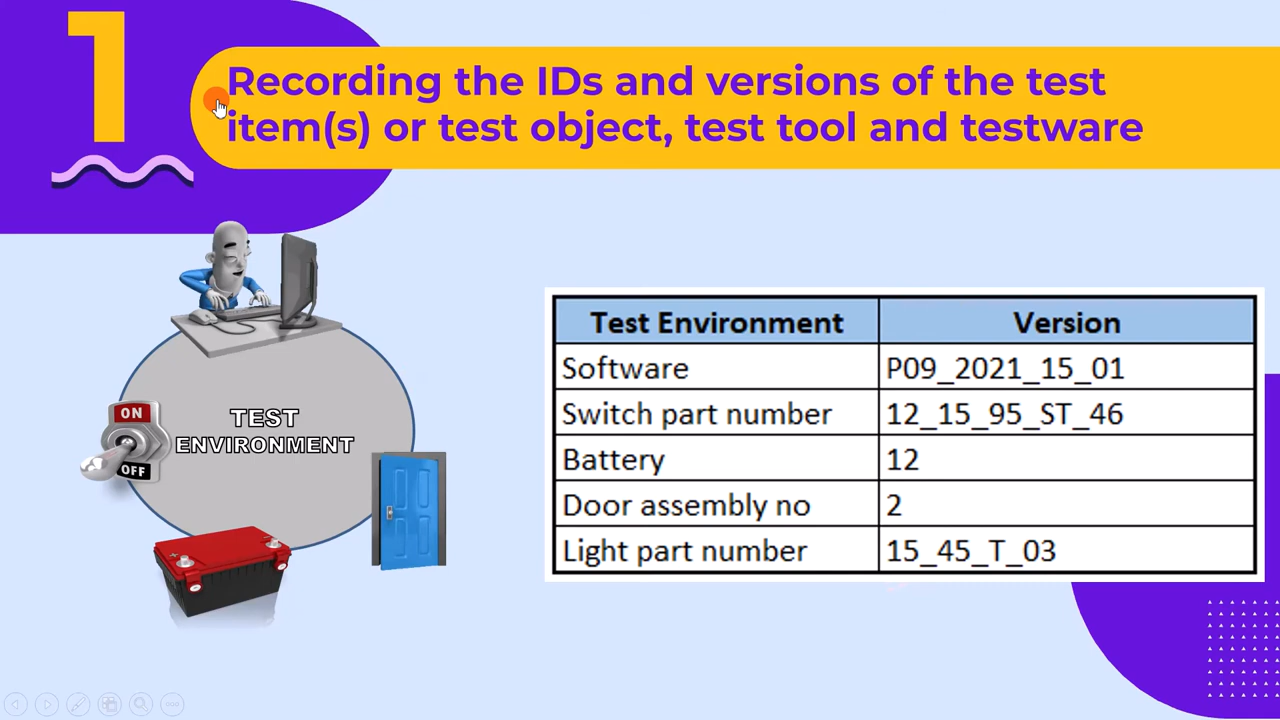 1
Recording the IDs and versions of the test
item(s) or test object, test tool and testware
ON
OFF
TEST
ENVIRONMENT
Test Environment Version
Software P09_2021_15_01
Switch part number 12_15_95_ST_46
Battery 12
Door assembly no 2
Light part number 15_45_T_03